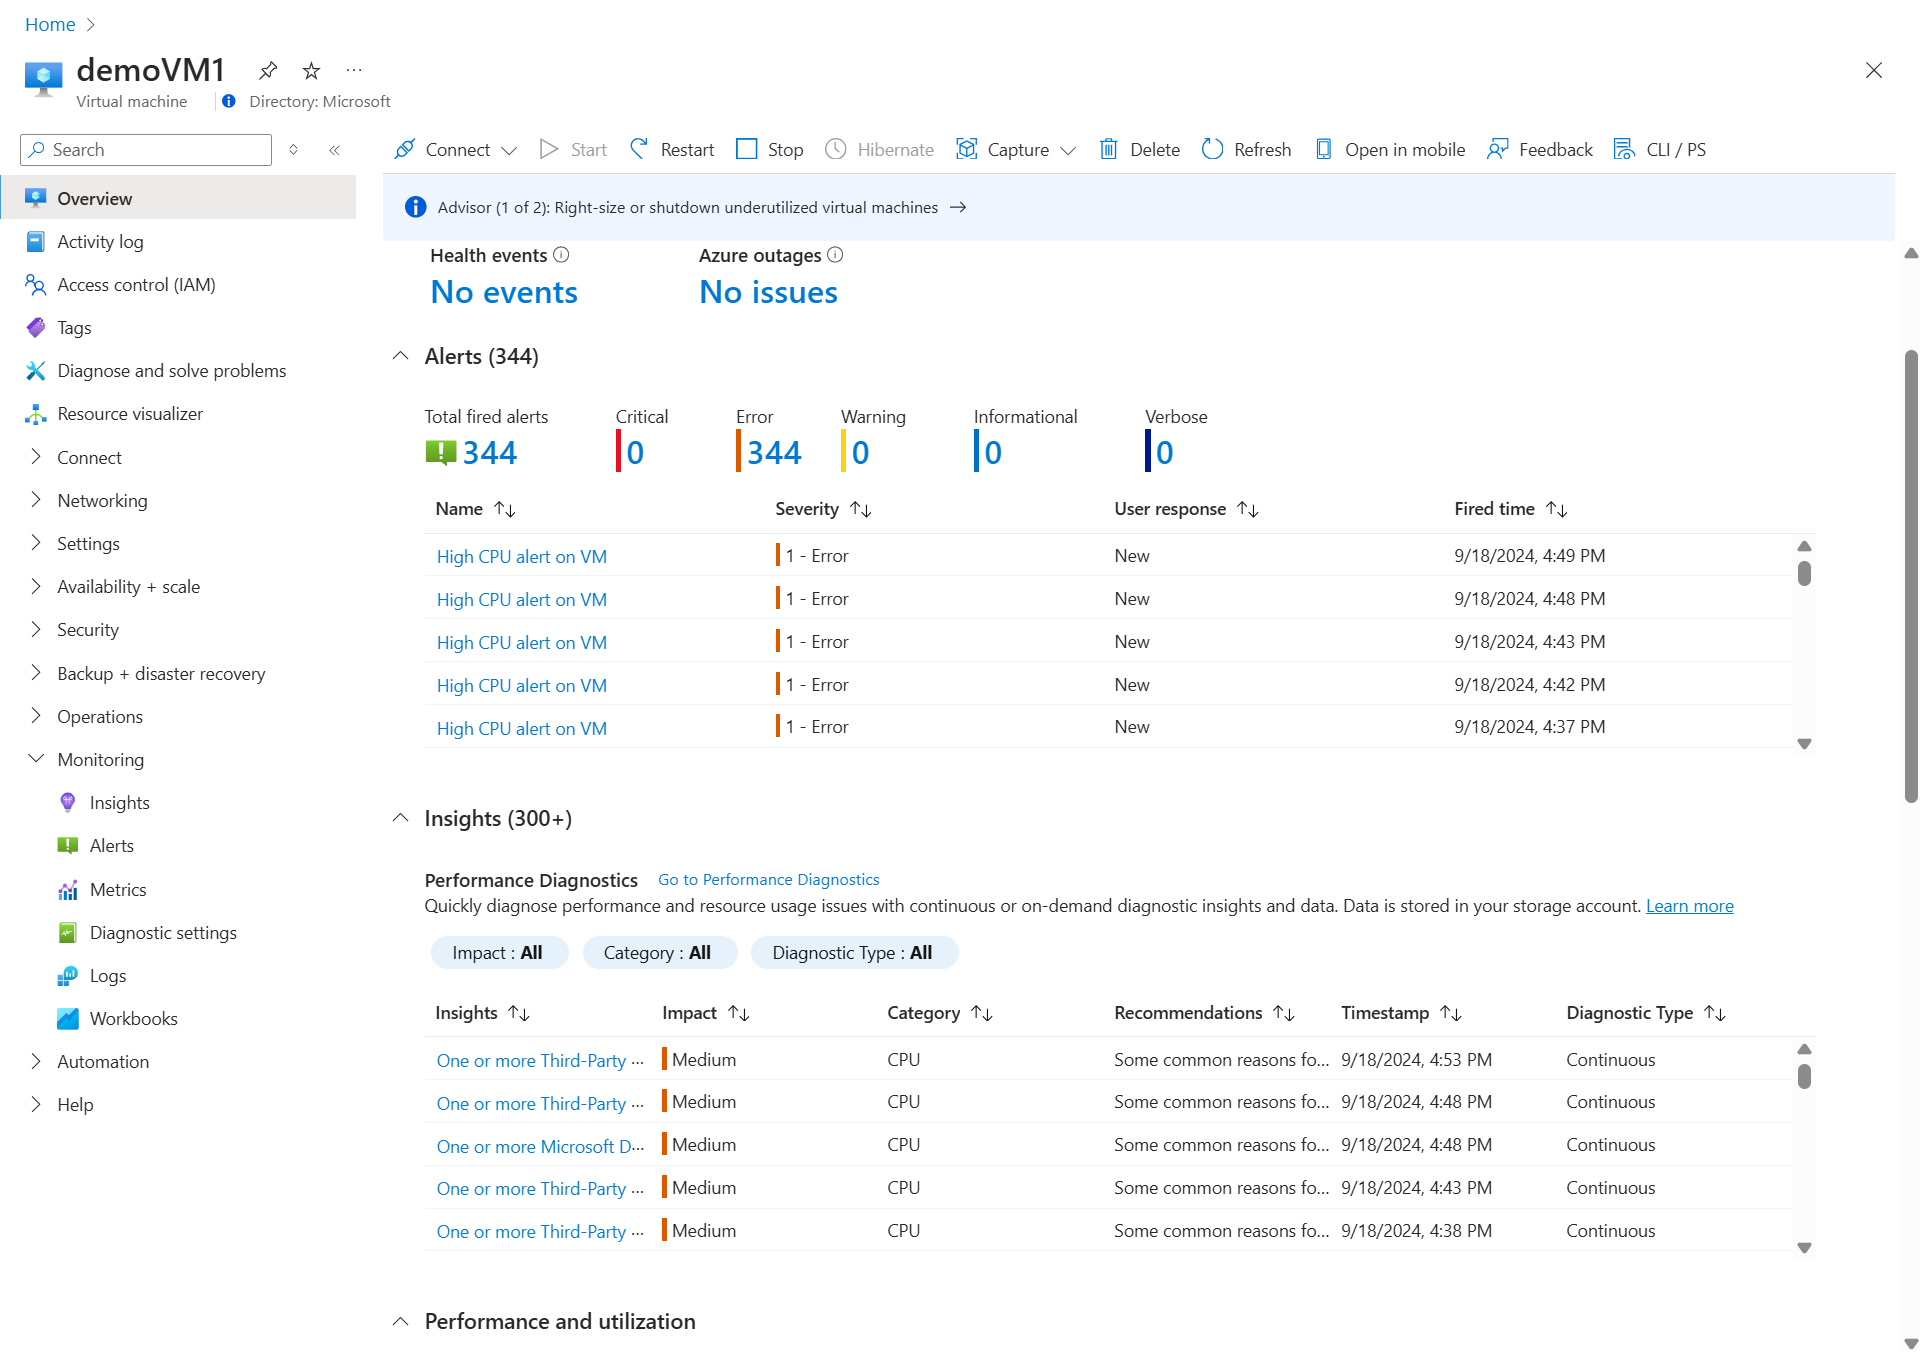 Home
demoVM1
Virtual machine
Directory: Microsoft
Search
Connect
Start
Restart
Stop
Hibernate
Capture
Delete
Refresh
Open in mobile
Feedback
CLI / PS
Overview
Activity log
Access control (IAM)
Tags
Diagnose and solve problems
Resource visualizer
Connect
Networking
Settings
Availability + scale
Security
Backup + disaster recovery
Operations
Monitoring
Insights
Alerts
Metrics
Diagnostic settings
Logs
Workbooks
Automation
Help
Advisor (1 of 2): Right-size or shutdown underutilized virtual machines →
Health events Azure outages
No events No issues
Alerts (344)
Total fired alerts Critical Error Warning Informational Verbose
344 0 344 0 0 0
Name Severity User response Fired time
High CPU alert on VM 1 - Error New 9/18/2024, 4:49 PM
High CPU alert on VM 1 - Error New 9/18/2024, 4:48 PM
High CPU alert on VM 1 - Error New 9/18/2024, 4:43 PM
High CPU alert on VM 1 - Error New 9/18/2024, 4:42 PM
High CPU alert on VM 1 - Error New 9/18/2024, 4:37 PM
Insights (300+)
Performance Diagnostics Go to Performance Diagnostics
Quickly diagnose performance and resource usage issues with continuous or on-demand diagnostic insights and data. Data is stored in your storage account. Learn more
Impact : All Category : All Diagnostic Type : All
Insights Impact Category Recommendations Timestamp Diagnostic Type
One or more Third-Party ... Medium CPU Some common reasons fo... 9/18/2024, 4:53 PM Continuous
One or more Third-Party ... Medium CPU Some common reasons fo... 9/18/2024, 4:48 PM Continuous
One or more Microsoft D... Medium CPU Some common reasons fo... 9/18/2024, 4:48 PM Continuous
One or more Third-Party ... Medium CPU Some common reasons fo... 9/18/2024, 4:43 PM Continuous
One or more Third-Party ... Medium CPU Some common reasons fo... 9/18/2024, 4:38 PM Continuous
Performance and utilization